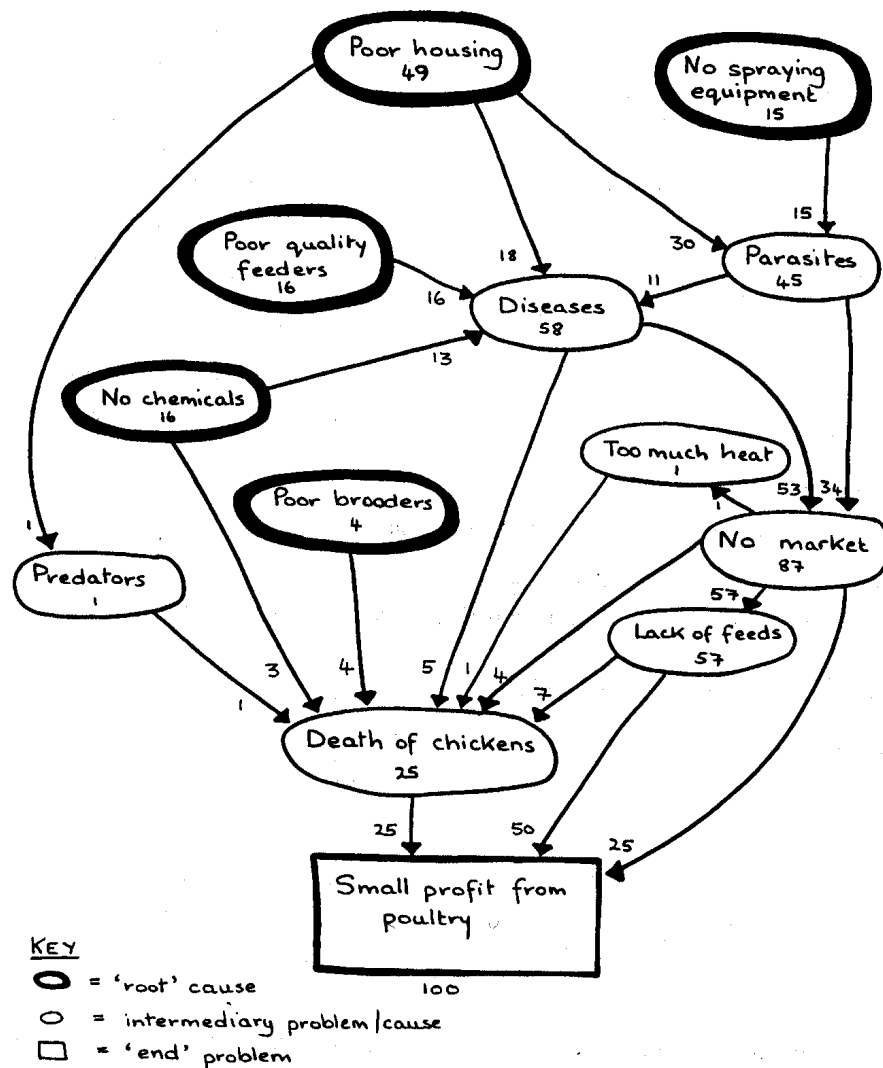 Poor housing
49
No spraying
equipment
15
15
30
Parasites
45
Poor quality
feeders
16
18
11
16
Diseases
58
13
No chemicals
16
Too much heat
1
53
34
1
Poor brooders
4
No market
87
1
Predators
1
57
Lack of feeds
57
3
4
5
1
4
7
1
Death of chickens
25
25
50
25
Small profit from
poultry
100
KEY
= 'root' cause
= intermediary problem/cause
= 'end' problem